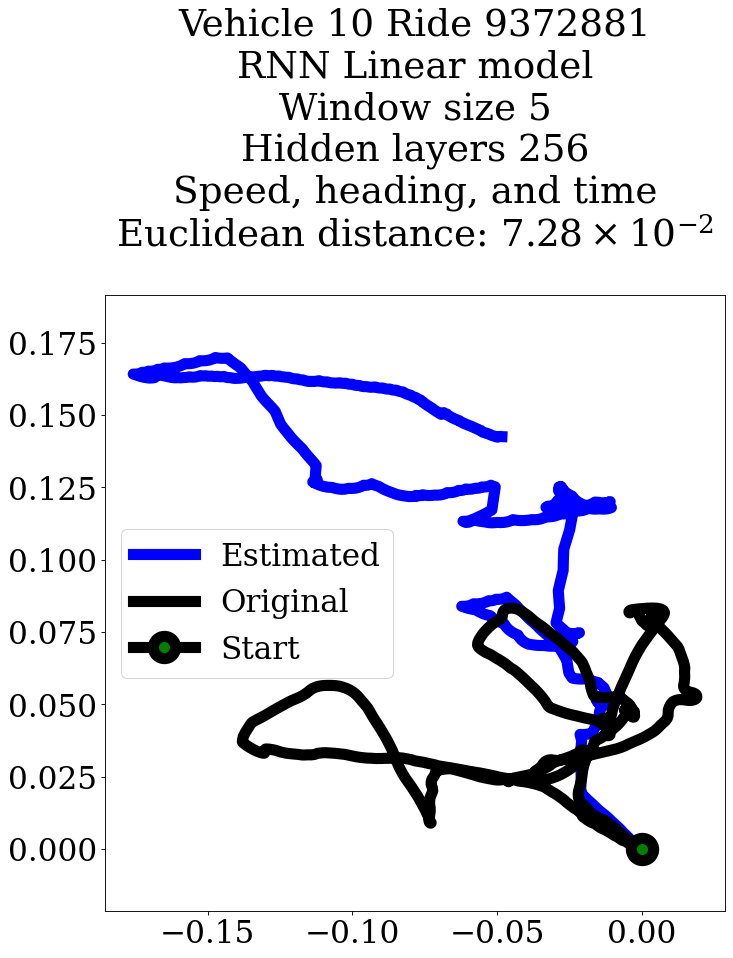 Vehicle 10 Ride 9372881
RNN Linear model
Window size 5
Hidden layers 256
Speed, heading, and time
Euclidean distance: 7.28 × 10⁻²
0.175
0.150
0.125
0.100
0.075
0.050
0.025
0.000
Estimated
Original
Start
−0.15
−0.10
−0.05
0.00